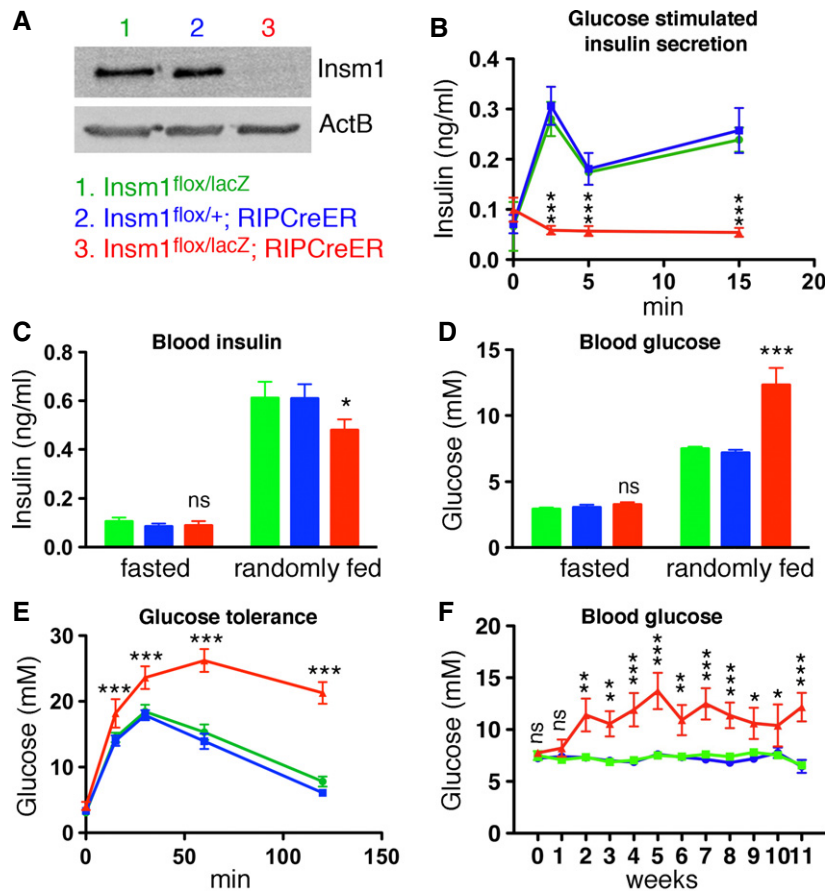 A
1 2 3
Insm1
ActB
1. Insm1flox/lacZ
2. Insm1flox/+; RIPCreER
3. Insm1flox/lacZ; RIPCreER
B
Glucose stimulated
insulin secretion
Insulin (ng/ml)
0.4
0.3
0.2
0.1
0.0
*** *** ***
0 5 10 15 20
min
C
Blood insulin
Insulin (ng/ml)
0.8
0.6
0.4
0.2
0.0
ns
*
fasted randomly fed
D
Blood glucose
Glucose (mM)
15
10
5
0
ns
***
fasted randomly fed
E
Glucose tolerance
Glucose (mM)
30
20
10
0
*** *** *** ***
0 50 100 150
min
F
Blood glucose
Glucose (mM)
20
15
10
5
0
ns ns ** ** *** *** ** *** *** * * ***
0 1 2 3 4 5 6 7 8 9 10 11
weeks